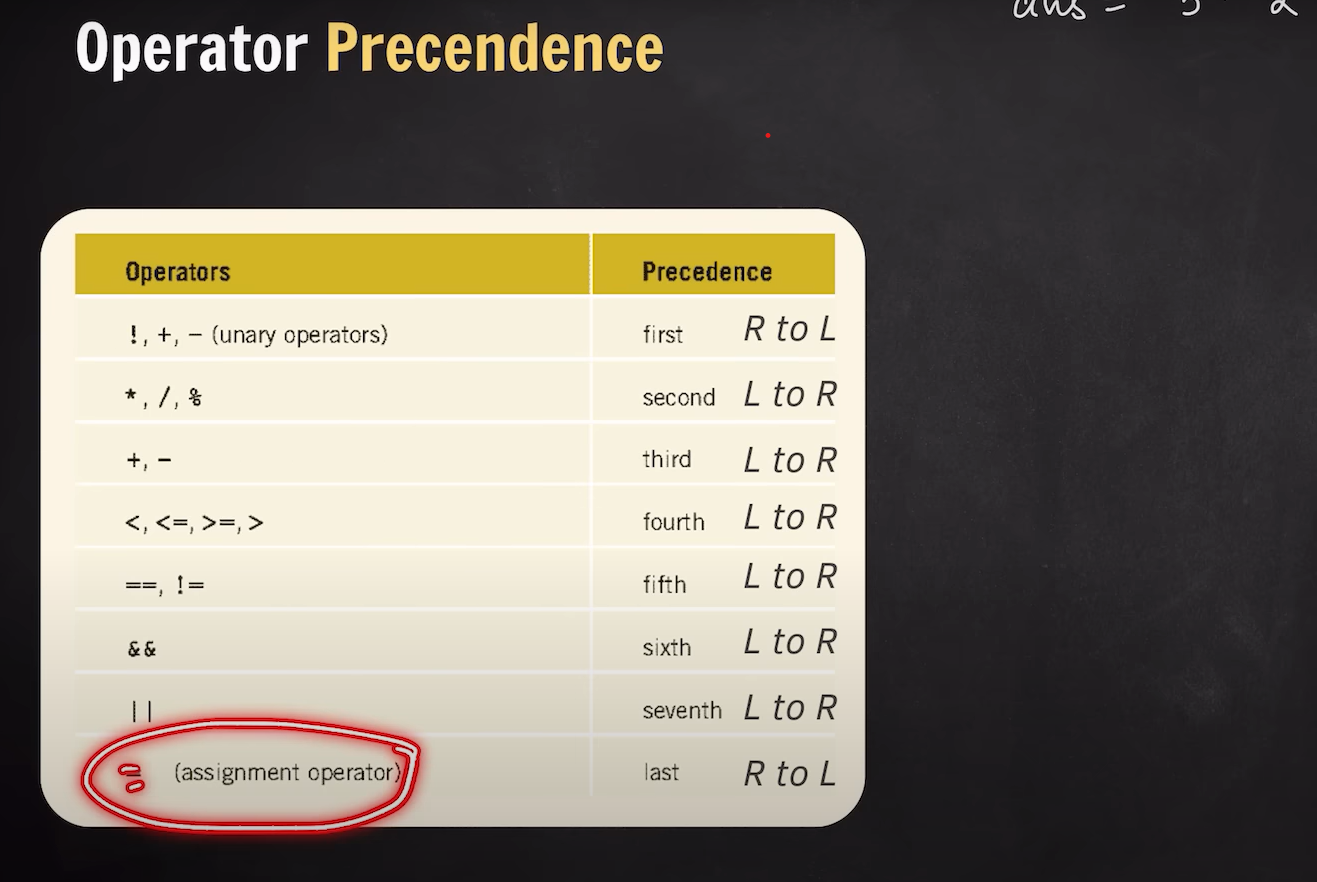 ans =
Operator Precendence
Operators Precedence
!, +, − (unary operators) first R to L
*, /, % second L to R
+, − third L to R
<, <=, >=, > fourth L to R
==, != fifth L to R
&& sixth L to R
|| seventh L to R
= (assignment operator) last R to L